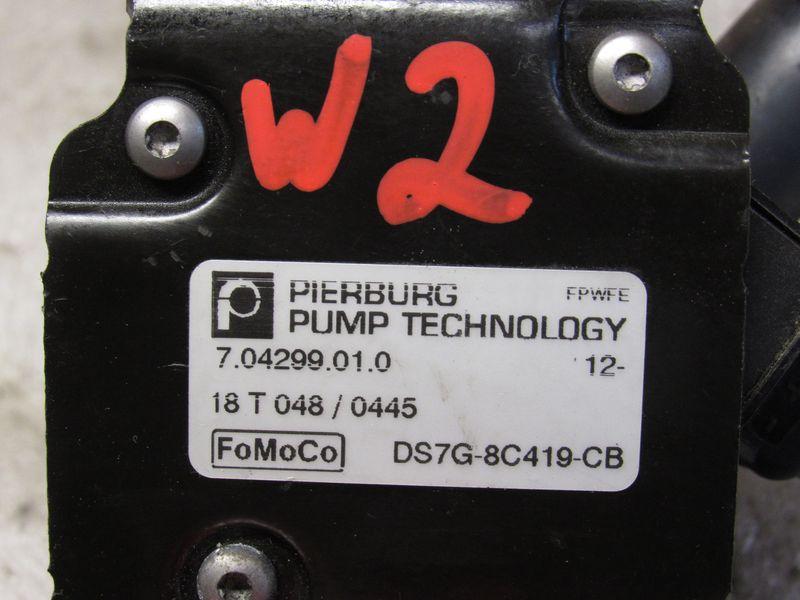 W2
PIERBURG FPWFE
PUMP TECHNOLOGY
7.04299.01.0 12-
18 T 048 / 0445
FoMoCo DS7G-8C419-CB